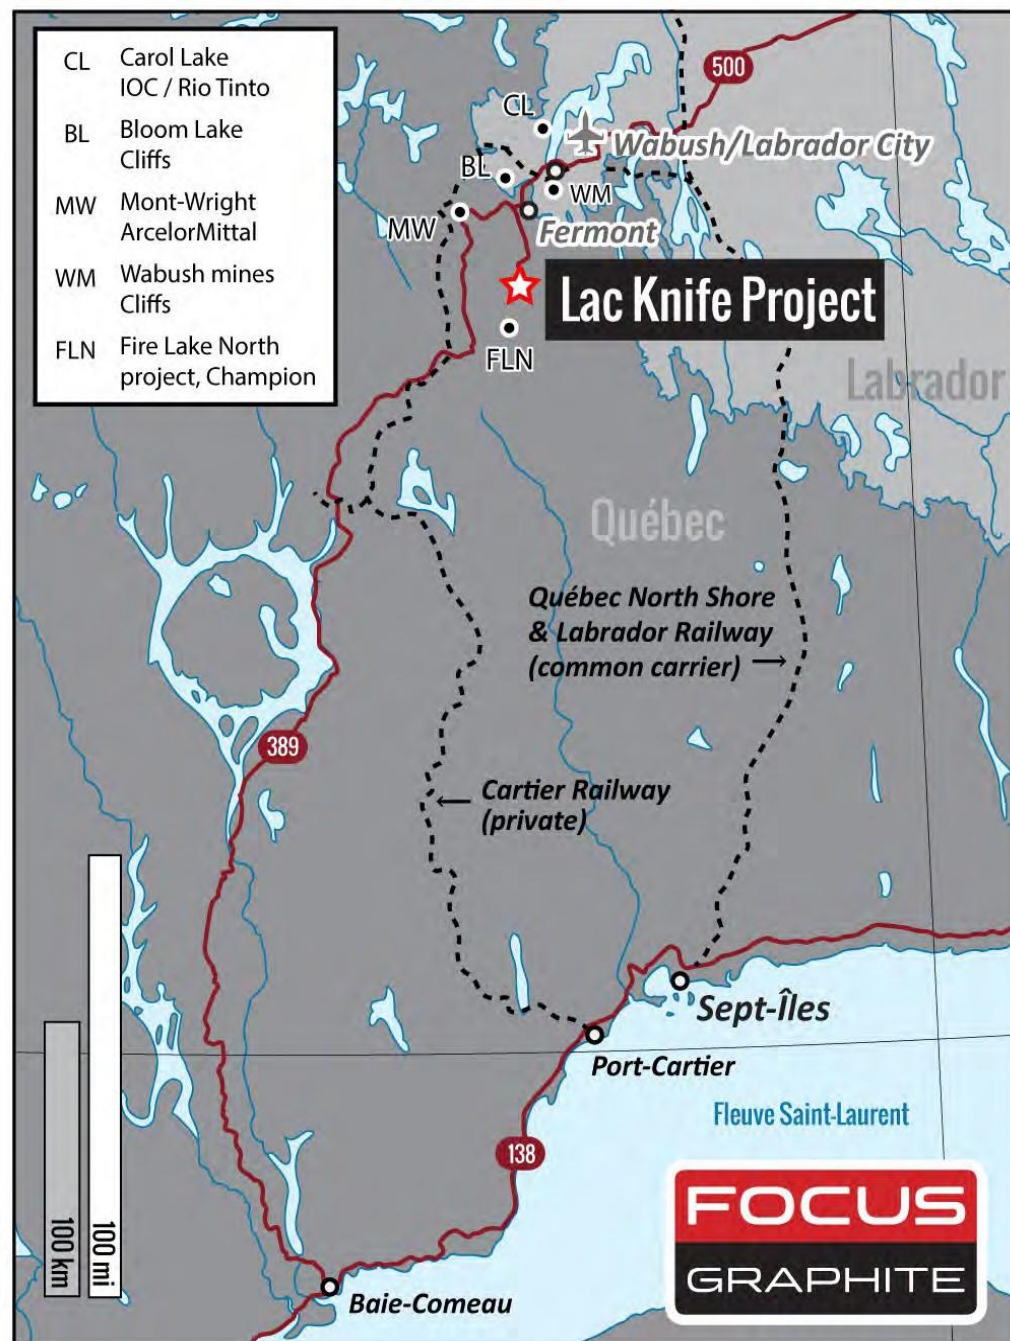 CL Carol Lake
IOC / Rio Tinto
BL Bloom Lake
Cliffs
MW Mont-Wright
ArcelorMittal
WM Wabush mines
Cliffs
FLN Fire Lake North
project, Champion
500
CL
Wabush/Labrador City
BL
WM
MW
Fermont
Lac Knife Project
FLN
Labrador
Québec
Québec North Shore
& Labrador Railway
(common carrier) →
389
← Cartier Railway
(private)
Sept-Îles
Port-Cartier
Fleuve Saint-Laurent
138
100 km
100 mi
Baie-Comeau
FOCUS
GRAPHITE